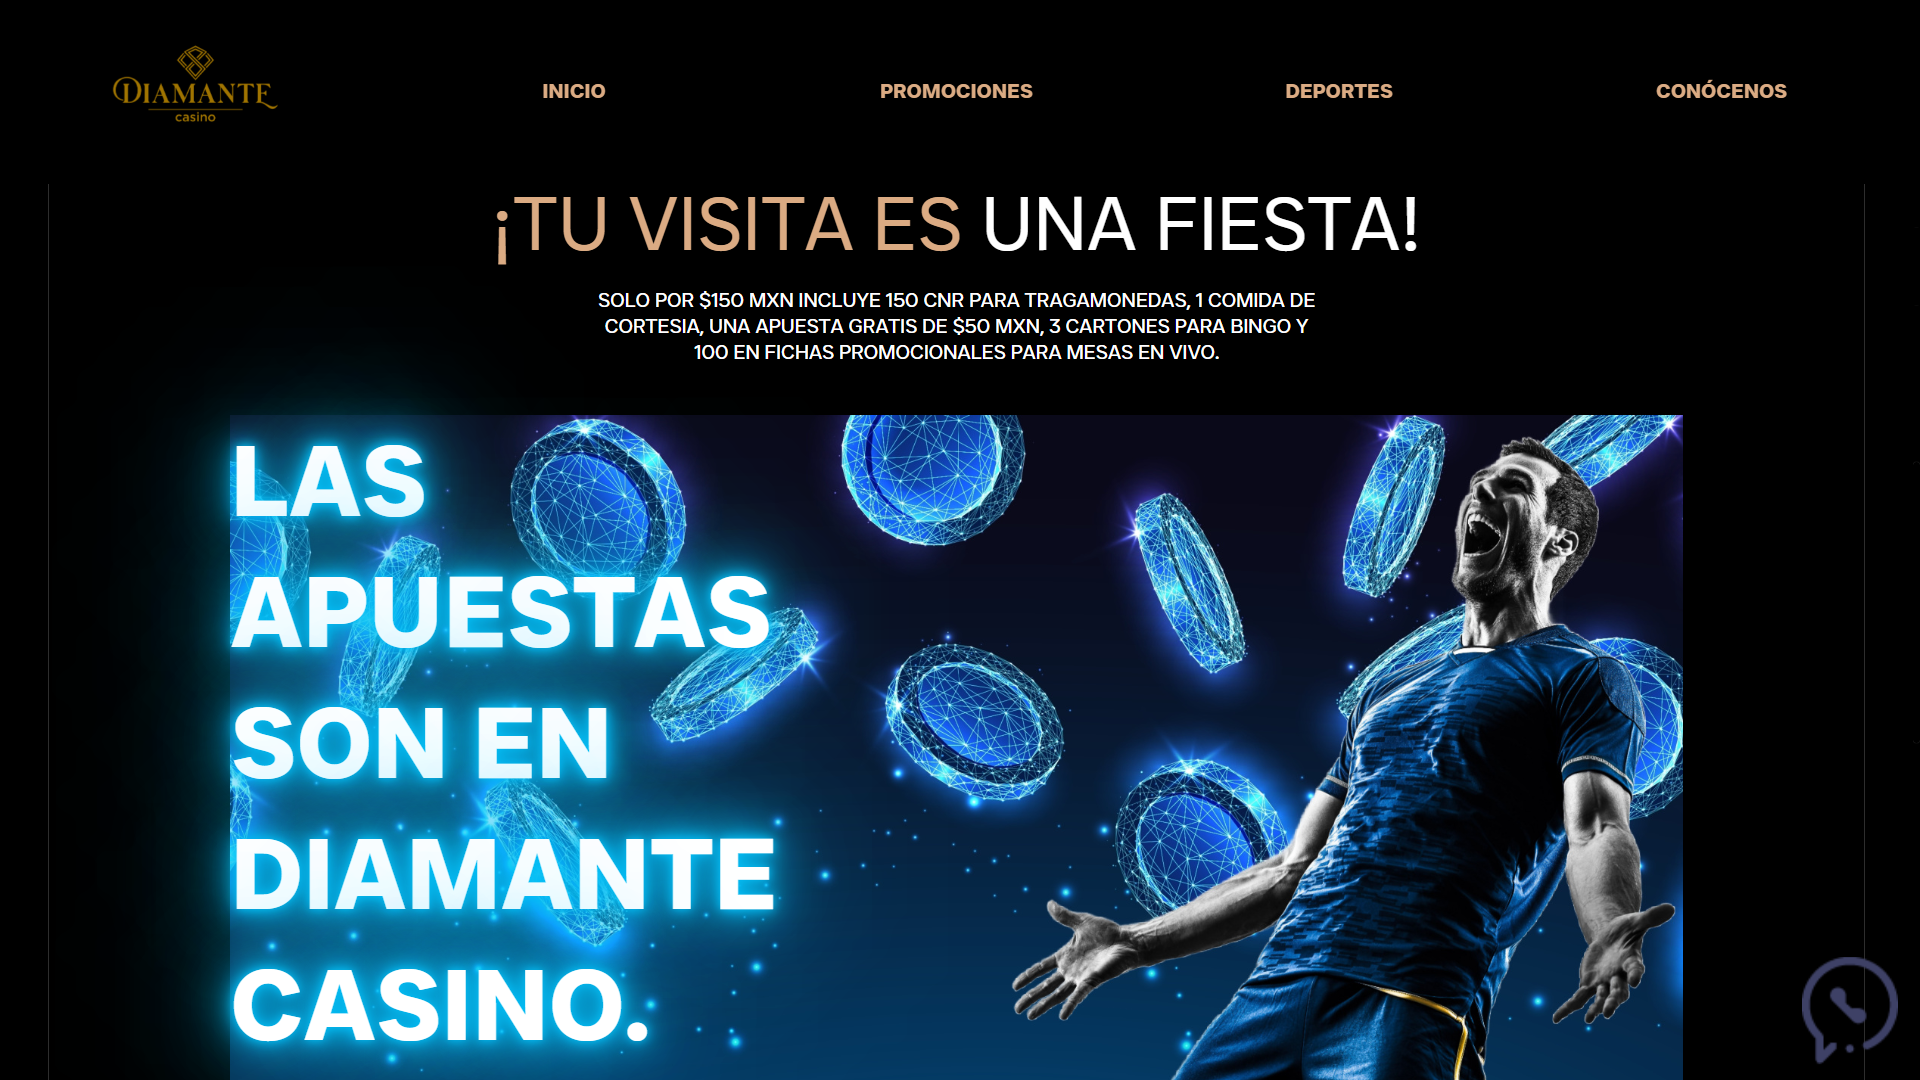 DIAMANTE
casino
INICIO
PROMOCIONES
DEPORTES
CONÓCENOS
¡TU VISITA ES UNA FIESTA!
SOLO POR $150 MXN INCLUYE 150 CNR PARA TRAGAMONEDAS, 1 COMIDA DE
CORTESIA, UNA APUESTA GRATIS DE $50 MXN, 3 CARTONES PARA BINGO Y
100 EN FICHAS PROMOCIONALES PARA MESAS EN VIVO.
LAS
APUESTAS
SON EN
DIAMANTE
CASINO.